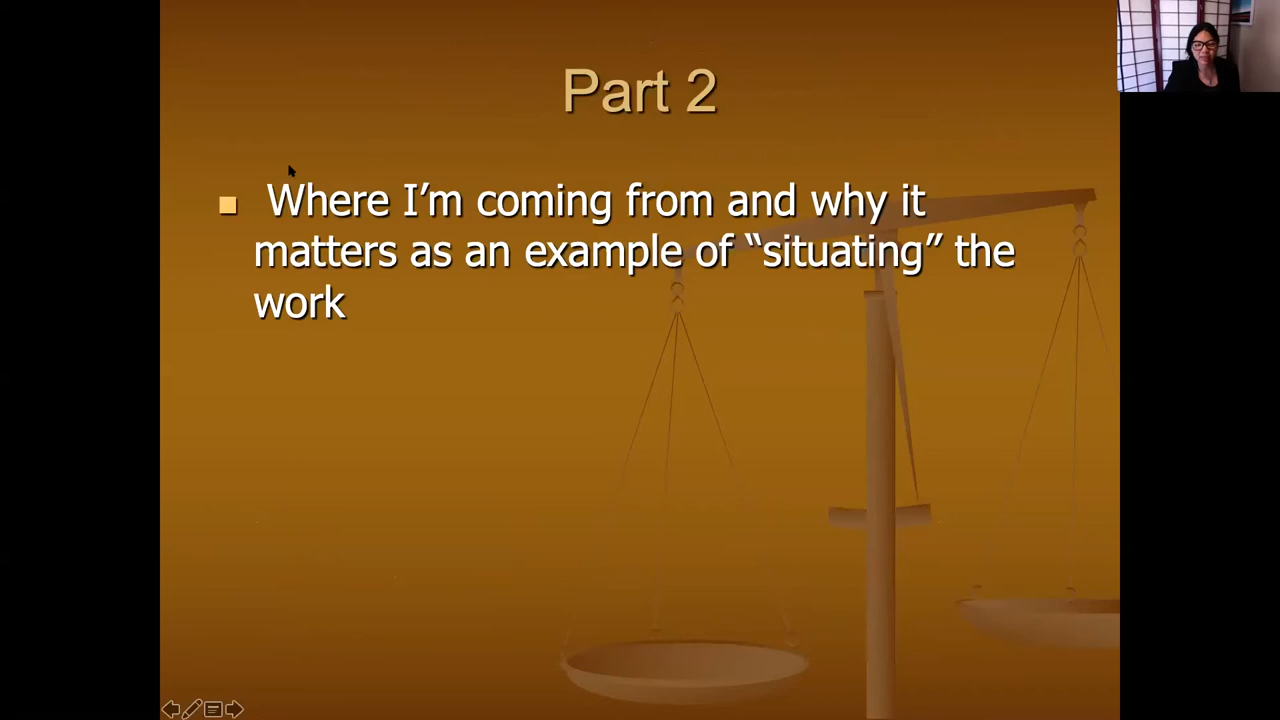 Part 2
Where I’m coming from and why it
matters as an example of “situating” the
work